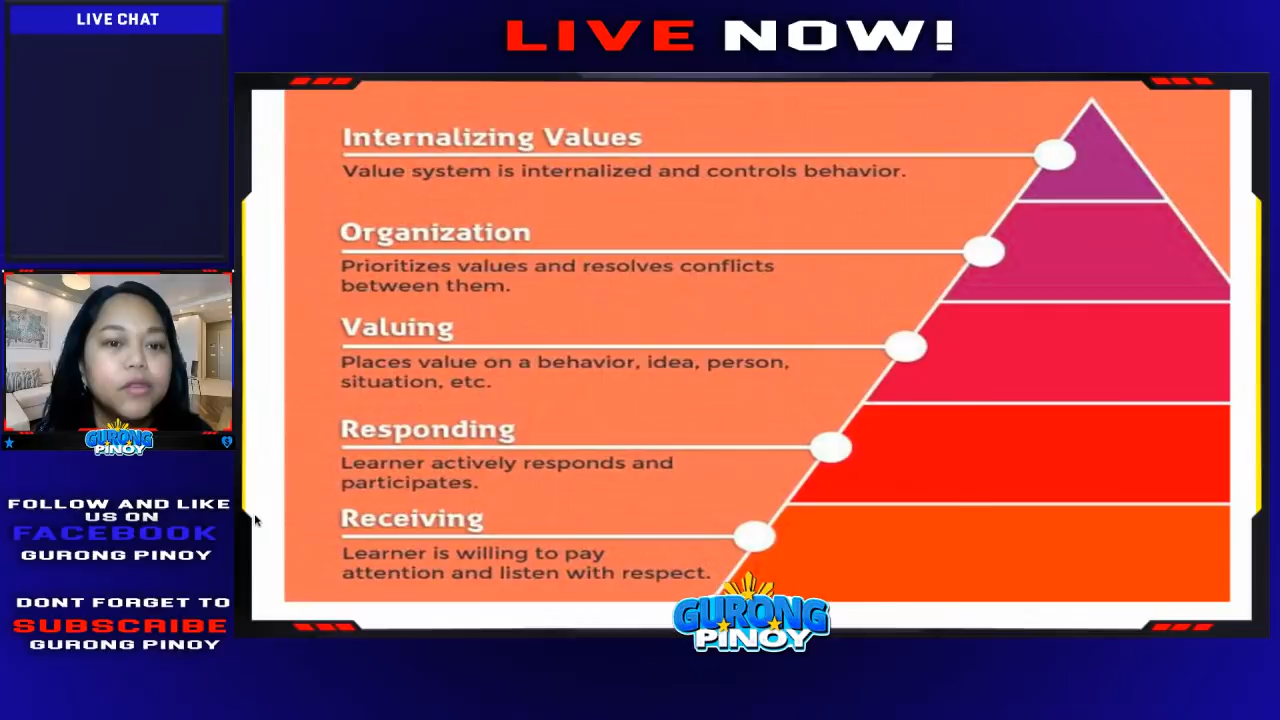 LIVE CHAT
LIVE NOW!
Internalizing Values
Value system is internalized and controls behavior.
Organization
Prioritizes values and resolves conflicts
between them.
Valuing
Places value on a behavior, idea, person,
situation, etc.
Responding
Learner actively responds and
participates.
Receiving
Learner is willing to pay
attention and listen with respect.
GURONG
PINOY
GURONG
PINOY
FOLLOW AND LIKE
US ON
FACEBOOK
GURONG PINOY
DONT FORGET TO
SUBSCRIBE
GURONG PINOY